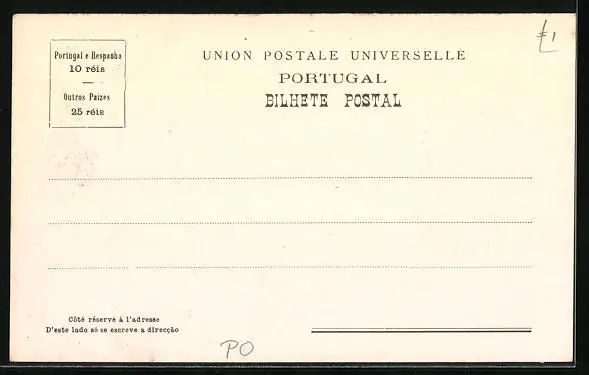 Portugal e Hespanha
10 réis
Outros Paizes
25 réis
UNION POSTALE UNIVERSELLE
PORTUGAL
BILHETE POSTAL
£1
Côté réservé à l'adresse
D'este lado só se escreve a direcção
PO